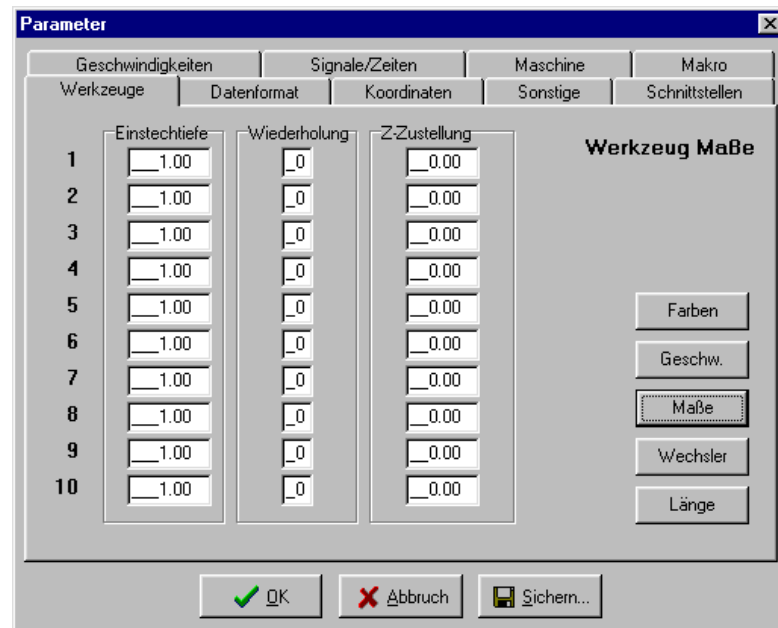 Parameter
Geschwindigkeiten Signale/Zeiten Maschine Makro
Werkzeuge Datenformat Koordinaten Sonstige Schnittstellen
Einstechtiefe Wiederholung Z-Zustellung
Werkzeug Maße
1 ___1.00 _0 __0.00
2 ___1.00 _0 __0.00
3 ___1.00 _0 __0.00
4 ___1.00 _0 __0.00
5 ___1.00 _0 __0.00 Farben
6 ___1.00 _0 __0.00 Geschw.
7 ___1.00 _0 __0.00
8 ___1.00 _0 __0.00 Maße
9 ___1.00 _0 __0.00 Wechsler
10 ___1.00 _0 __0.00 Länge
OK Abbruch Sichern...